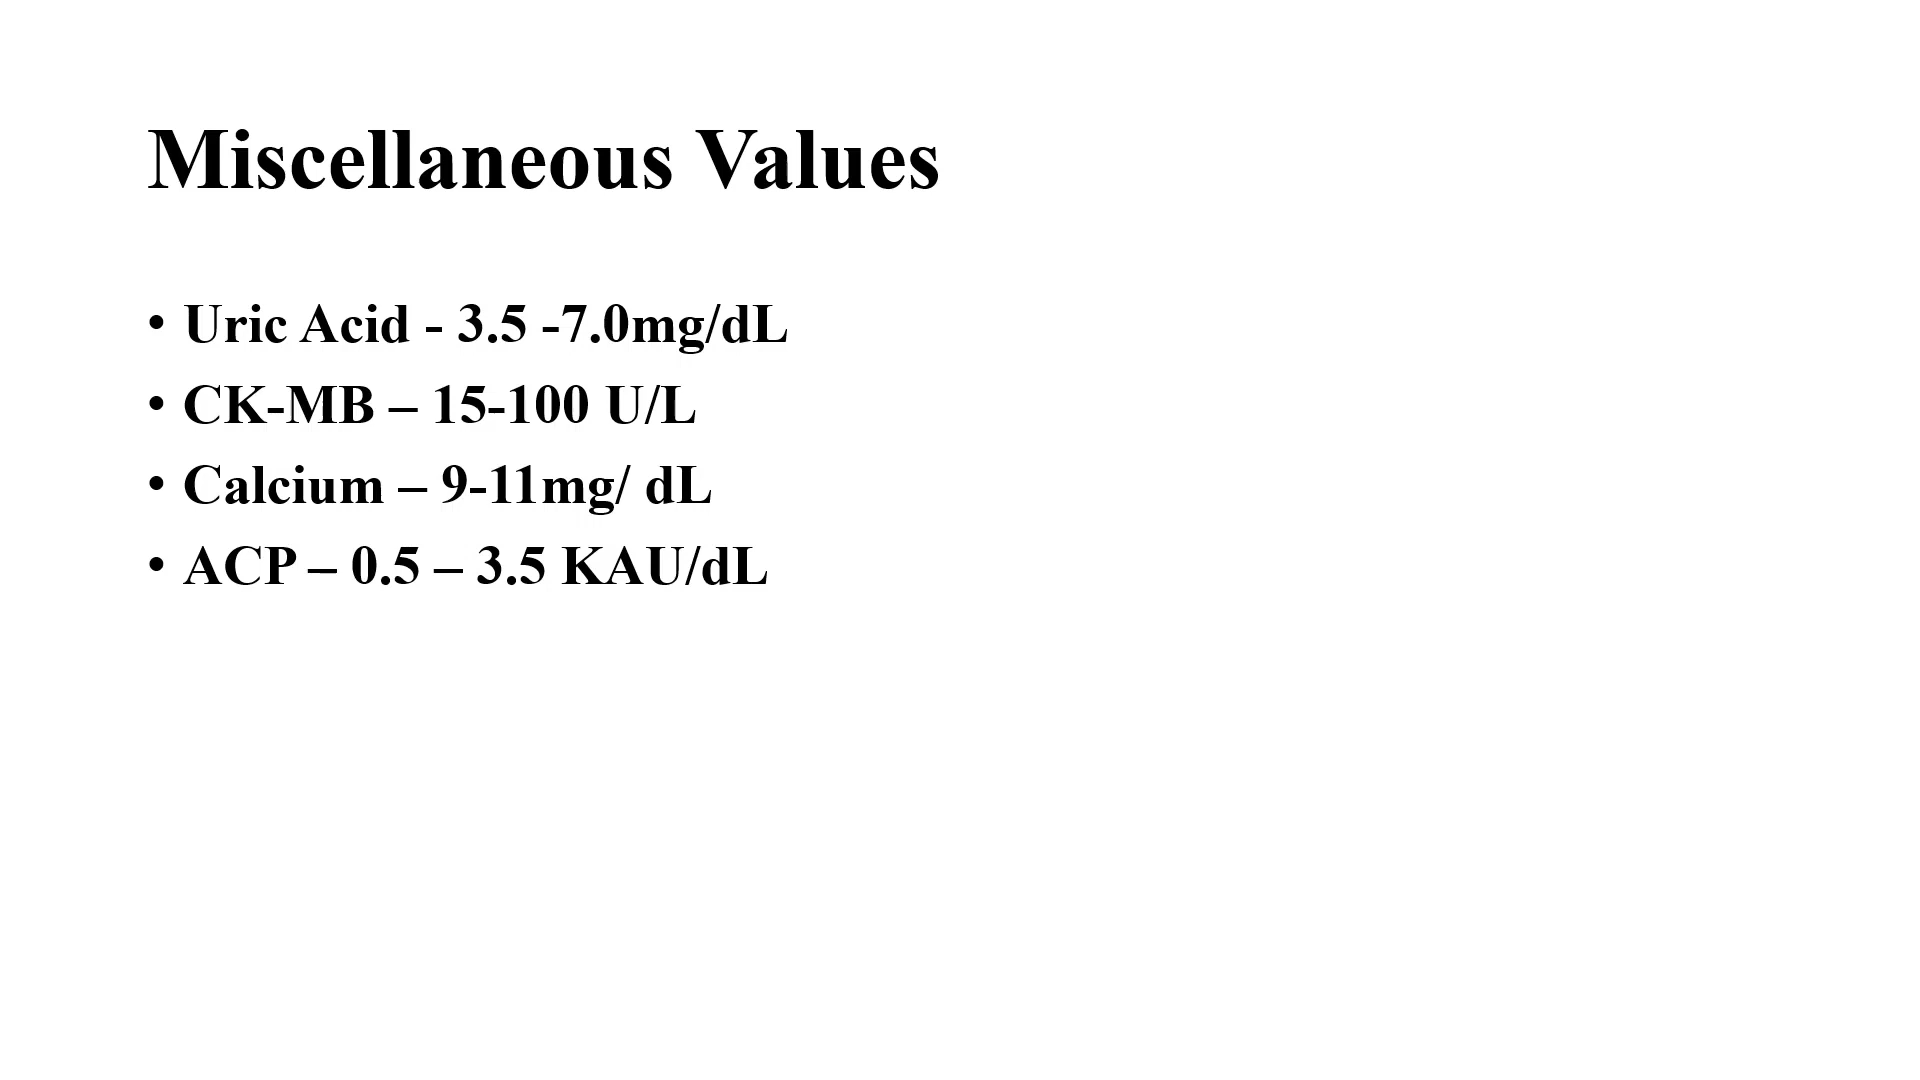 Miscellaneous Values
• Uric Acid - 3.5 -7.0mg/dL
• CK-MB – 15-100 U/L
• Calcium – 9-11mg/ dL
• ACP – 0.5 – 3.5 KAU/dL